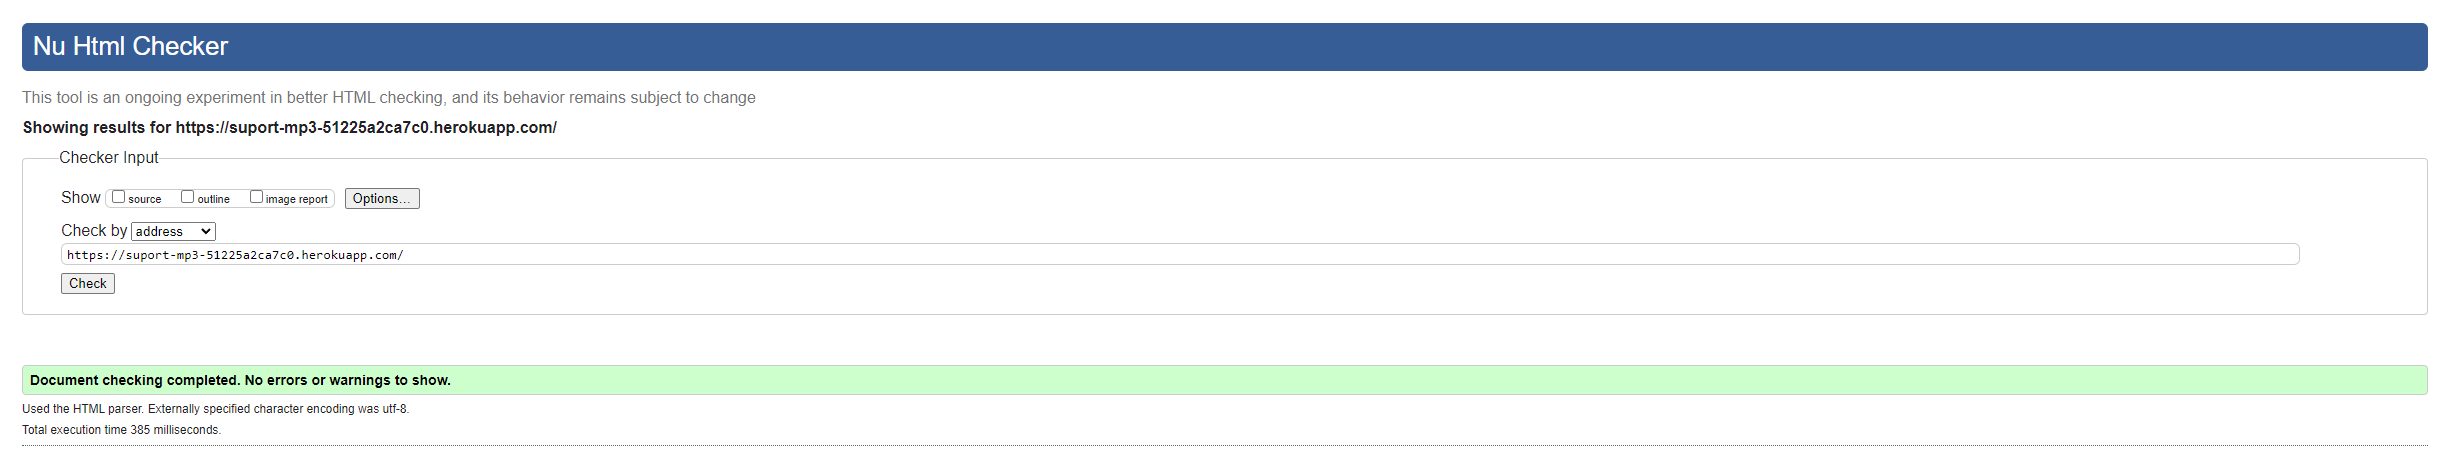 Nu Html Checker
This tool is an ongoing experiment in better HTML checking, and its behavior remains subject to change
Showing results for https://suport-mp3-51225a2ca7c0.herokuapp.com/
Checker Input
Show source outline image report Options...
Check by address
https://suport-mp3-51225a2ca7c0.herokuapp.com/
Check
Document checking completed. No errors or warnings to show.
Used the HTML parser. Externally specified character encoding was utf-8.
Total execution time 385 milliseconds.